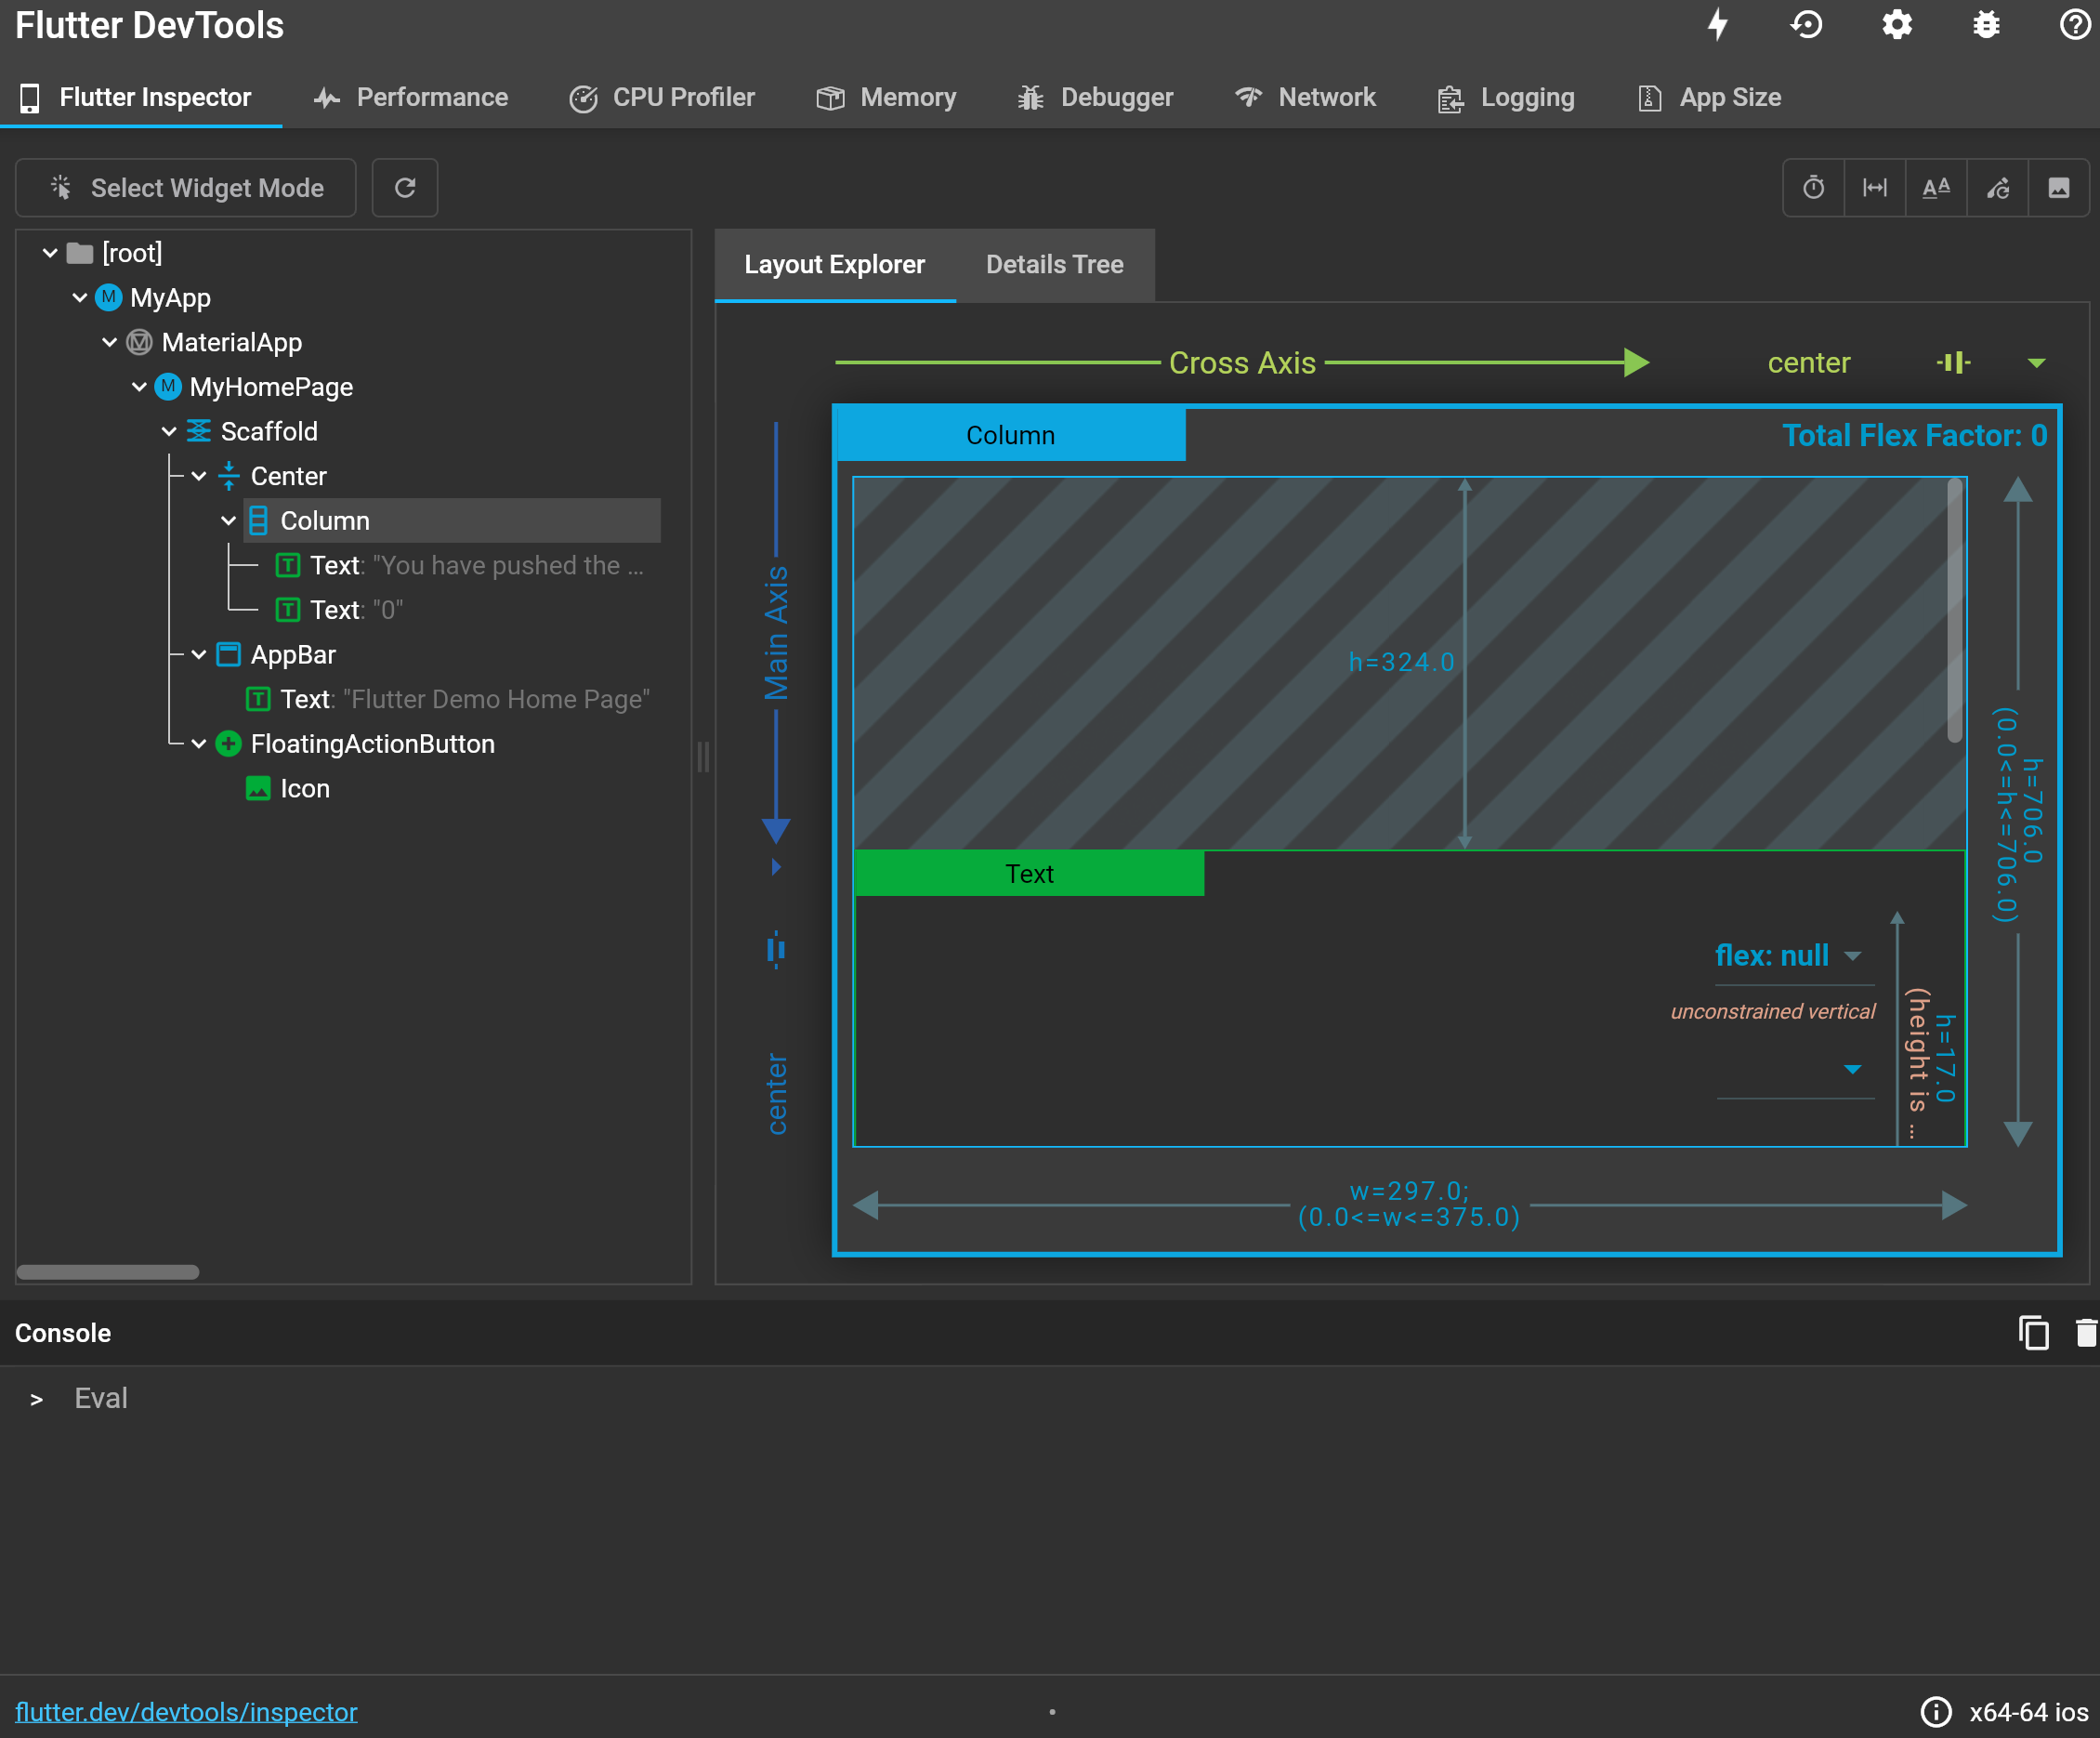 Flutter DevTools
Flutter Inspector
Performance
CPU Profiler
Memory
Debugger
Network
Logging
App Size
Select Widget Mode
[root]
M MyApp
MaterialApp
M MyHomePage
Scaffold
Center
Column
T Text: "You have pushed the ...
T Text: "0"
AppBar
T Text: "Flutter Demo Home Page"
FloatingActionButton
Icon
Layout Explorer
Details Tree
Cross Axis
center
Main Axis
center
Column
Total Flex Factor: 0
h=324.0
h=706.0
(0.0<=h<=706.0)
Text
flex: null
unconstrained vertical
h=17.0
(height is ...
w=297.0;
(0.0<=w<=375.0)
Console
> Eval
flutter.dev/devtools/inspector
x64-64 ios